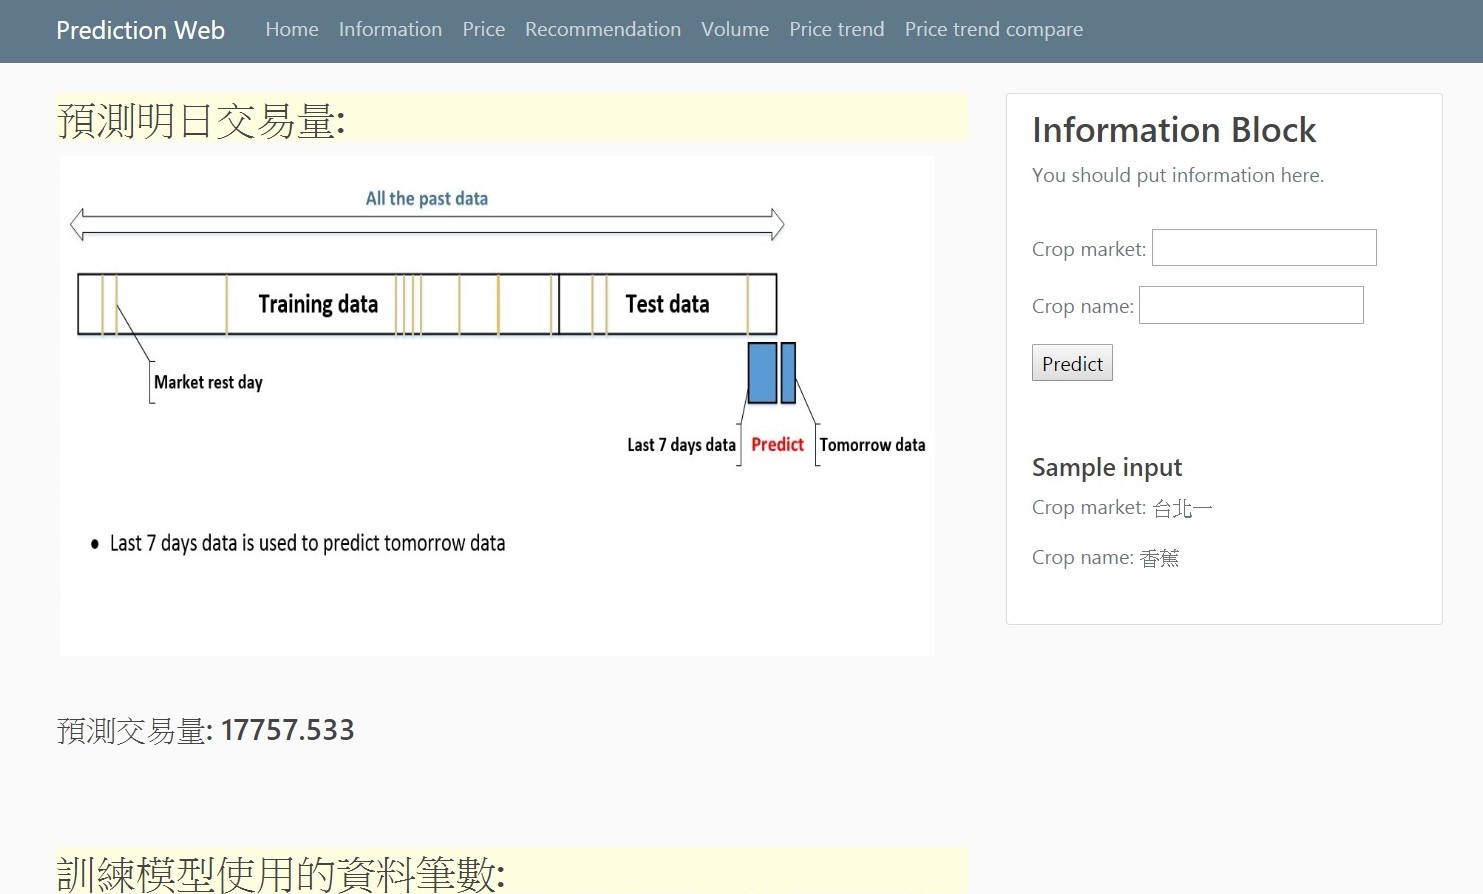 Prediction Web Home Information Price Recommendation Volume Price trend Price trend compare
預測明日交易量:
All the past data
Training data Test data
Market rest day
Last 7 days data Predict Tomorrow data
• Last 7 days data is used to predict tomorrow data
預測交易量: 17757.533
訓練模型使用的資料筆數:
Information Block
You should put information here.
Crop market:
Crop name:
Predict
Sample input
Crop market: 台北一
Crop name: 香蕉